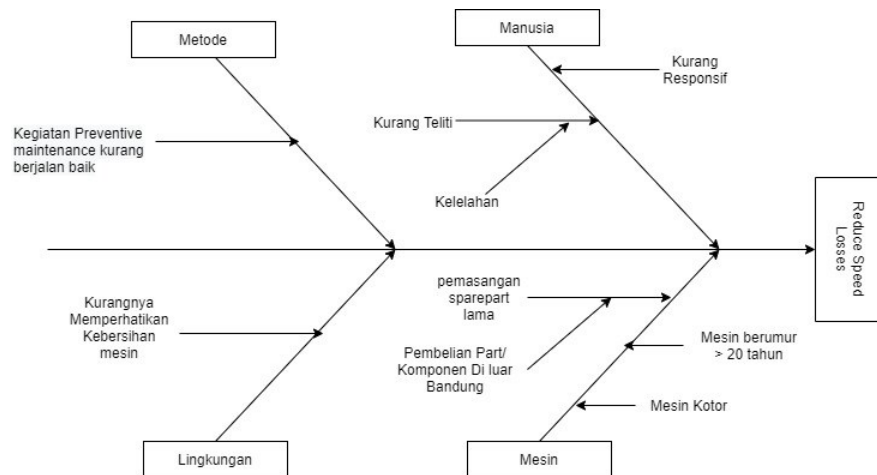 Metode
Manusia
Kurang
Responsif
Kurang Teliti
Kegiatan Preventive
maintenance kurang
berjalan baik
Kelelahan
Reduce Speed
Losses
pemasangan
sparepart
lama
Kurangnya
Memperhatikan
Kebersihan
mesin
Mesin berumur
> 20 tahun
Pembelian Part/
Komponen Di luar
Bandung
Mesin Kotor
Lingkungan
Mesin